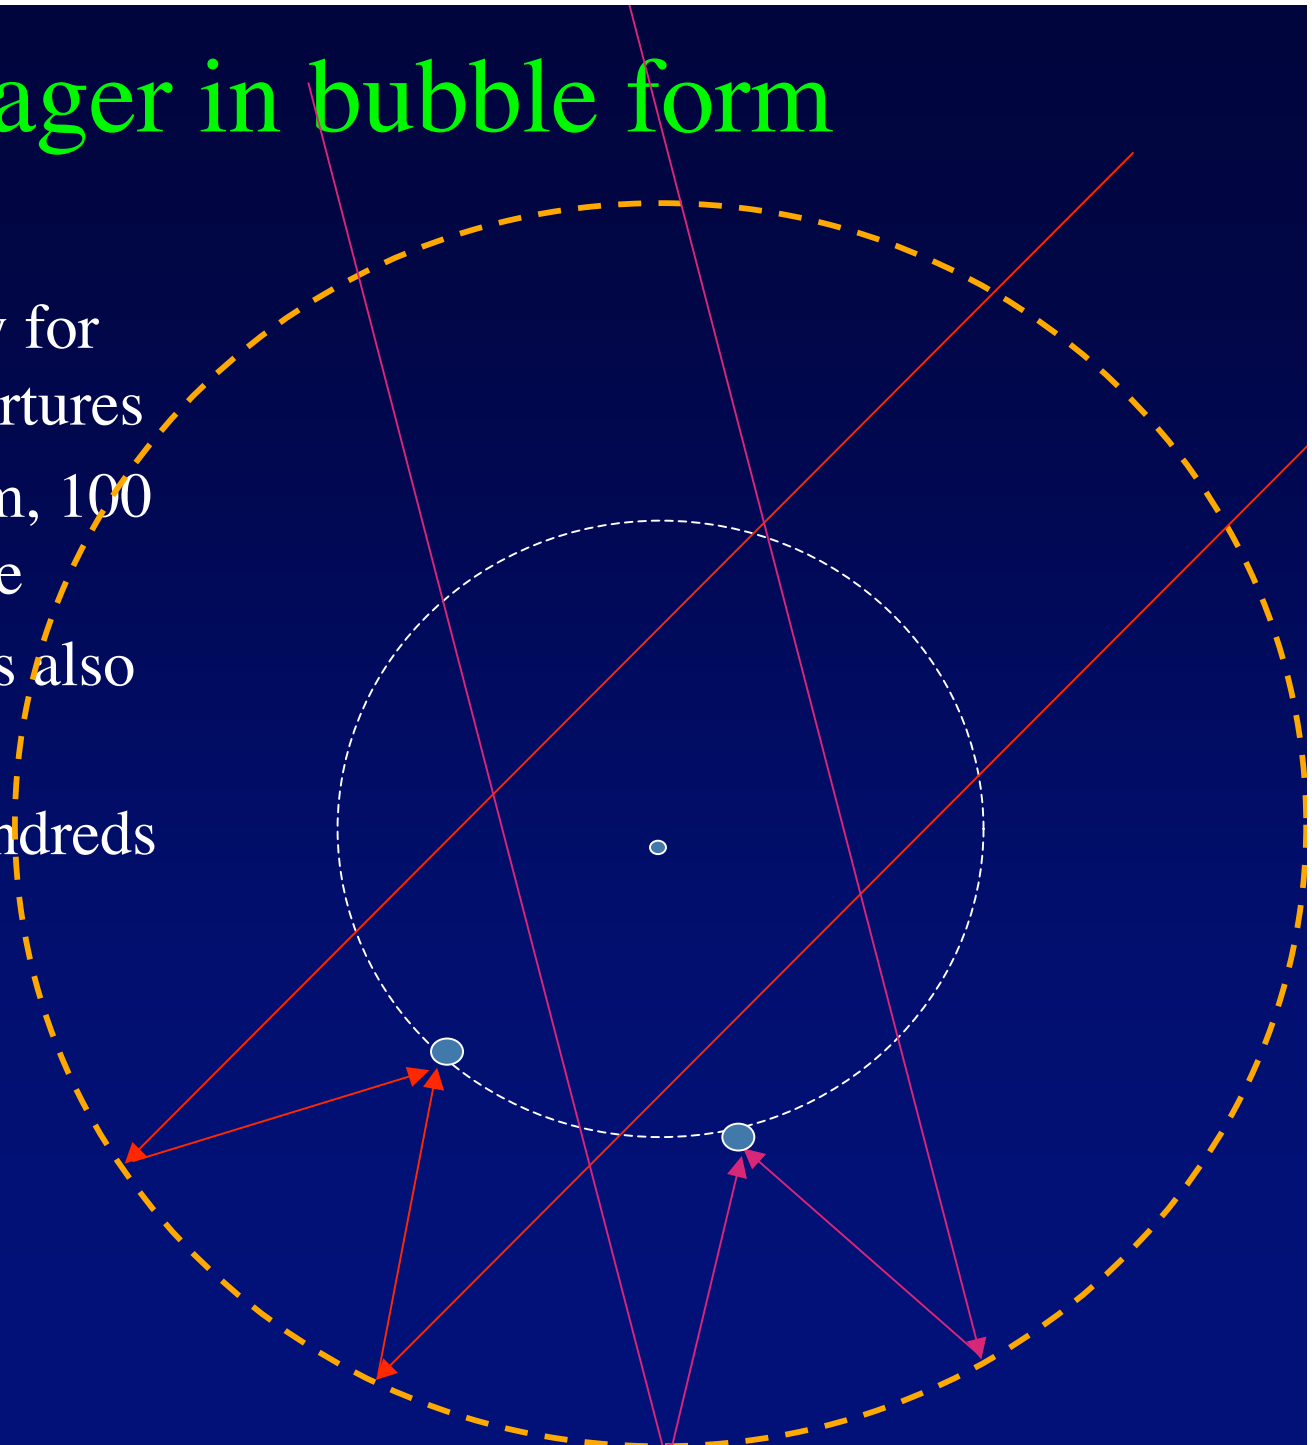 ager in bubble form
for
rtures
m, 100
e
s also
ndreds